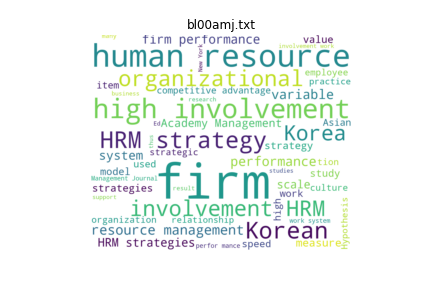 bl00amj.txt
many
firm performance
New York
value
involvement work
human resource
organizational
employee
item
practice
business
competitive advantage
variable
research
high involvement
thus
Ed
Academy Management
Asian
HRM strategy
Korea
strategic
strategy
system
used
performance
tion
model
firm
studies
study
Management Journal
result
scale
culture
strategies
work
support
involvement
high
HRM
organization
relationship
work system
Hypothesis
resource management
Korean
HRM strategies
perfor mance
speed
measure